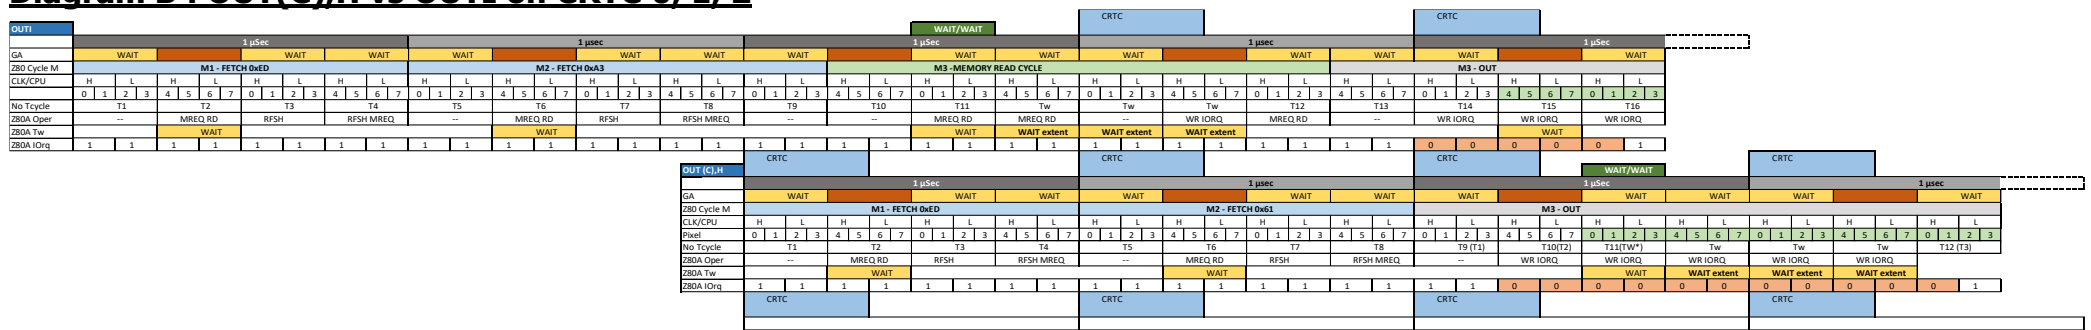 Diagram B : OUT(C),H vs OUTI on CRTC 0, 1, 2
CRTC CRTC
OUTI WAIT/WAIT
1 µSec 1 µsec 1 µSec 1 µsec 1 µSec
GA WAIT WAIT WAIT WAIT WAIT WAIT WAIT WAIT WAIT WAIT WAIT WAIT WAIT WAIT
Z80 Cycle M M1 - FETCH 0xED M2 - FETCH 0xA3 M3 -MEMORY READ CYCLE M3 - OUT
CLK/CPU H L H L H L H L H L H L H L H L H L H L H L H L H L H L H L H L H L H L H L
0 1 2 3 4 5 6 7 0 1 2 3 4 5 6 7 0 1 2 3 4 5 6 7 0 1 2 3 4 5 6 7 0 1 2 3 4 5 6 7 0 1 2 3 4 5 6 7 0 1 2 3 4 5 6 7 0 1 2 3 4 5 6 7 0 1 2 3 4 5 6 7 0 1 2 3
No Tcycle T1 T2 T3 T4 T5 T6 T7 T8 T9 T10 T11 Tw Tw Tw T12 T13 T14 T15 T16
Z80A Oper -- MREQ RD RFSH RFSH MREQ -- MREQ RD RFSH RFSH MREQ -- -- MREQ RD MREQ RD -- WR IORQ MREQ RD -- WR IORQ WR IORQ WR IORQ
Z80A Tw WAIT WAIT WAIT WAIT extent WAIT extent WAIT extent WAIT
Z80A IOrq 1 1 1 1 1 1 1 1 1 1 1 1 1 1 1 1 1 1 1 1 1 1 1 1 1 1 1 1 1 1 1 1 0 0 0 0 0 1
CRTC CRTC CRTC CRTC
OUT (C),H WAIT/WAIT
1 µSec 1 µsec 1 µSec 1 µsec
GA WAIT WAIT WAIT WAIT WAIT WAIT WAIT WAIT WAIT WAIT WAIT
Z80 Cycle M M1 - FETCH 0xED M2 - FETCH 0x61 M3 - OUT
CLK/CPU H L H L H L H L H L H L H L H L H L H L H L H L H L H L H L
Pixel 0 1 2 3 4 5 6 7 0 1 2 3 4 5 6 7 0 1 2 3 4 5 6 7 0 1 2 3 4 5 6 7 0 1 2 3 4 5 6 7 0 1 2 3 4 5 6 7 0 1 2 3 4 5 6 7 0 1 2 3
No Tcycle T1 T2 T3 T4 T5 T6 T7 T8 T9 (T1) T10(T2) T11(TW*) Tw Tw Tw T12 (T3)
Z80A Oper -- MREQ RD RFSH RFSH MREQ -- MREQ RD RFSH RFSH MREQ -- WR IORQ WR IORQ WR IORQ WR IORQ WR IORQ
Z80A Tw WAIT WAIT WAIT WAIT extent WAIT extent WAIT extent
Z80A IOrq 1 1 1 1 1 1 1 1 1 1 1 1 1 1 1 1 1 1 0 0 0 0 0 0 0 0 0 0 0 1
CRTC CRTC CRTC CRTC